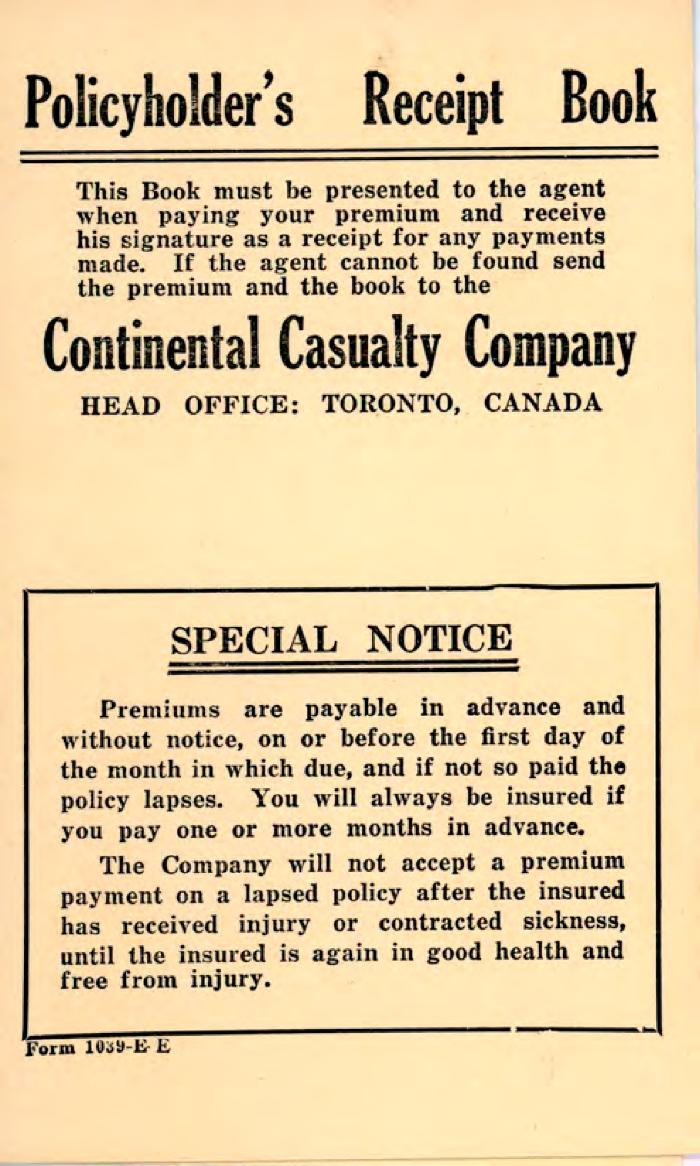 Policyholder's Receipt Book
This Book must be presented to the agent
when paying your premium and receive
his signature as a receipt for any payments
made. If the agent cannot be found send
the premium and the book to the
Continental Casualty Company
HEAD OFFICE: TORONTO, CANADA
SPECIAL NOTICE
Premiums are payable in advance and
without notice, on or before the first day of
the month in which due, and if not so paid the
policy lapses. You will always be insured if
you pay one or more months in advance.
The Company will not accept a premium
payment on a lapsed policy after the insured
has received injury or contracted sickness,
until the insured is again in good health and
free from injury.
Form 1039-E-E